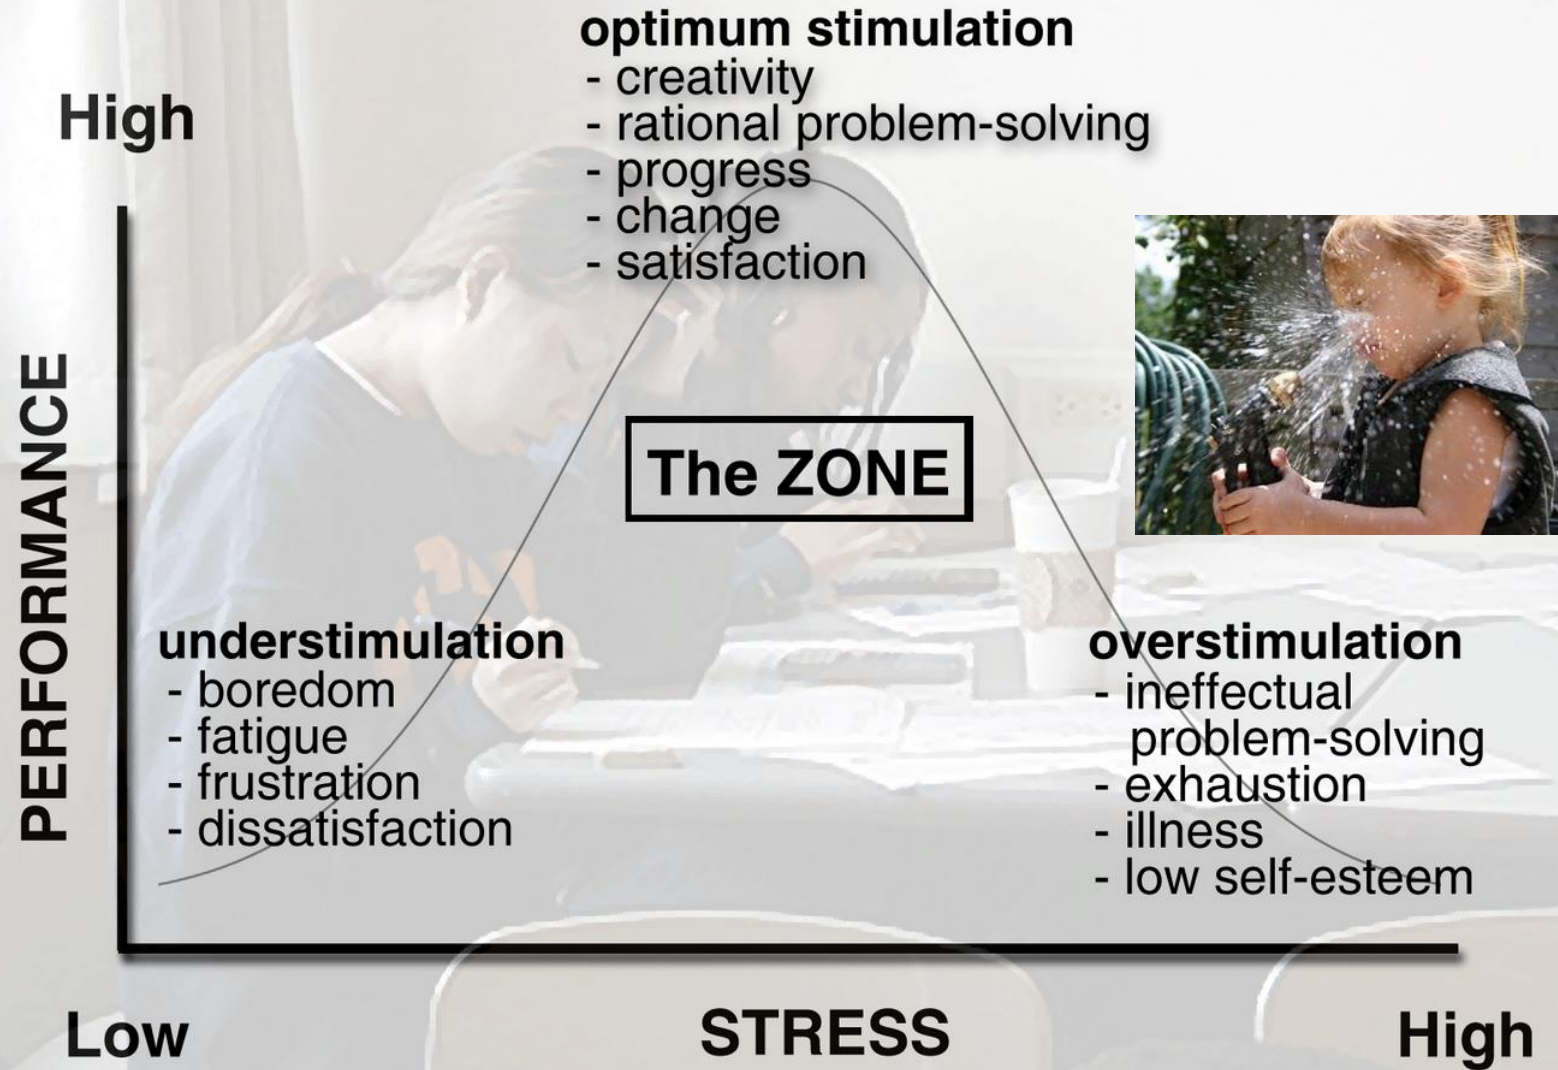 optimum stimulation
- creativity
- rational problem-solving
- progress
- change
- satisfaction
High
PERFORMANCE
The ZONE
understimulation
- boredom
- fatigue
- frustration
- dissatisfaction
overstimulation
- ineffectual
problem-solving
- exhaustion
- illness
- low self-esteem
Low
STRESS
High